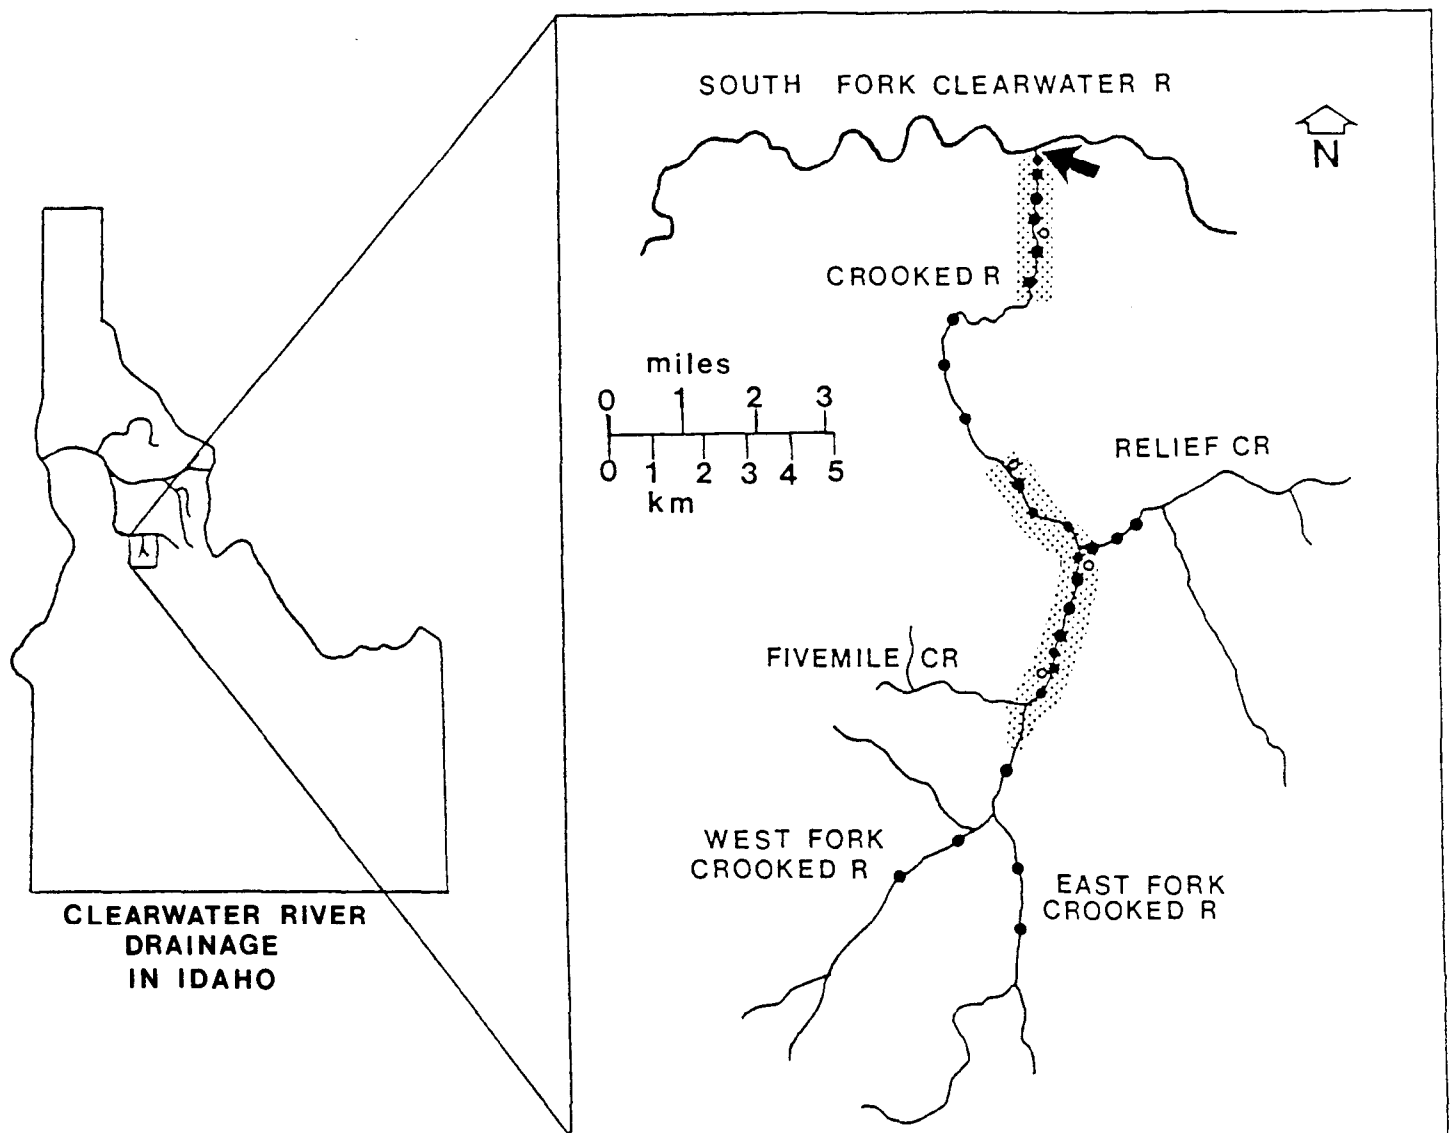 SOUTH FORK CLEARWATER R
N
CROOKED R
miles
0 1 2 3
0 1 2 3 4 5
km
RELIEF CR
FIVEMILE CR
WEST FORK
CROOKED R
EAST FORK
CROOKED R
CLEARWATER RIVER
DRAINAGE
IN IDAHO